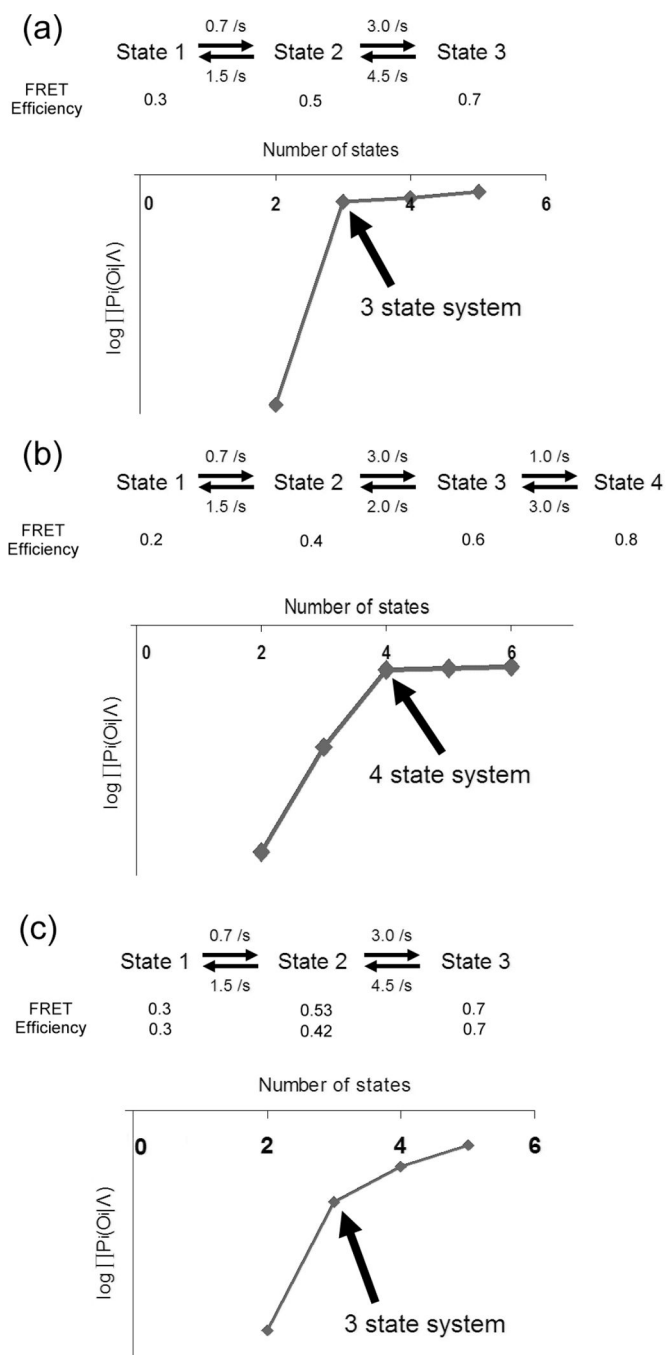 (a)
0.7 /s 3.0 /s
State 1 State 2 State 3
1.5 /s 4.5 /s
FRET
Efficiency
0.3 0.5 0.7
Number of states
0 2 4 6
log ∏Pi(Oi|Λ)
3 state system
(b)
0.7 /s 3.0 /s 1.0 /s
State 1 State 2 State 3 State 4
1.5 /s 2.0 /s 3.0 /s
FRET
Efficiency
0.2 0.4 0.6 0.8
Number of states
0 2 4 6
log ∏Pi(Oi|Λ)
4 state system
(c)
0.7 /s 3.0 /s
State 1 State 2 State 3
1.5 /s 4.5 /s
FRET 0.3 0.53 0.7
Efficiency 0.3 0.42 0.7
Number of states
0 2 4 6
log ∏Pi(Oi|Λ)
3 state system